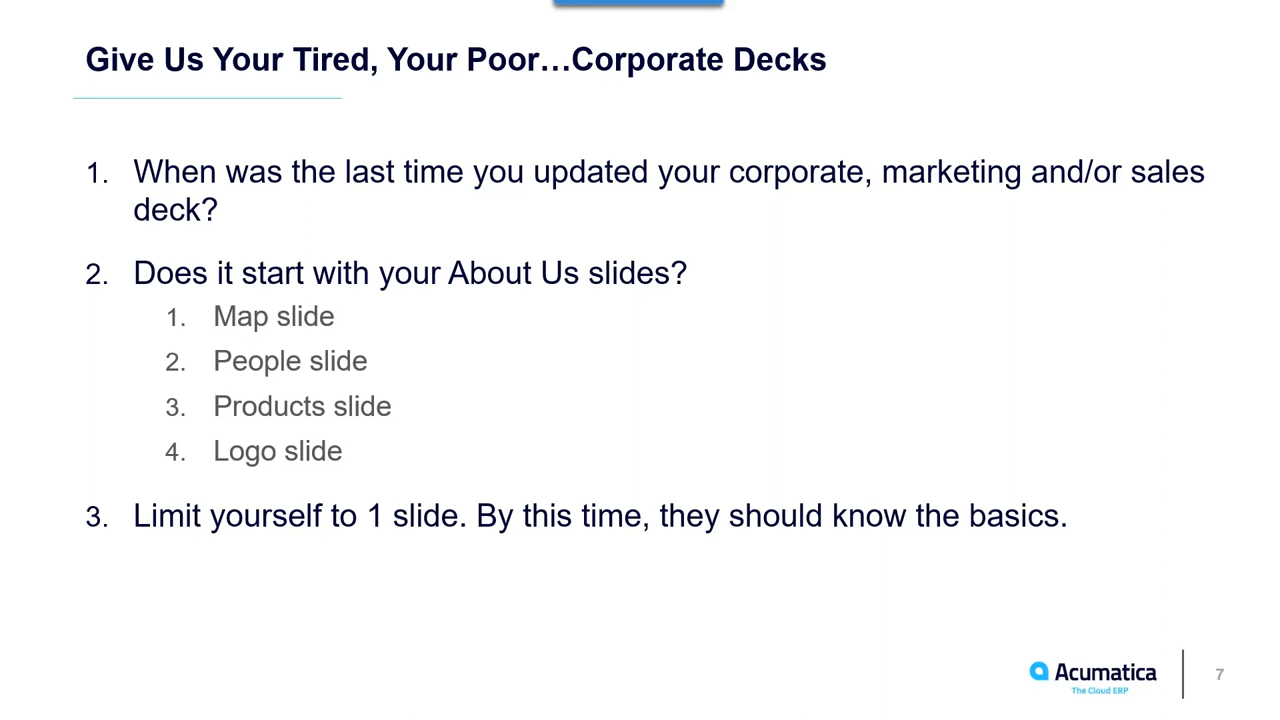 Give Us Your Tired, Your Poor…Corporate Decks
1. When was the last time you updated your corporate, marketing and/or sales
deck?
2. Does it start with your About Us slides?
1. Map slide
2. People slide
3. Products slide
4. Logo slide
3. Limit yourself to 1 slide. By this time, they should know the basics.
Acumatica
The Cloud ERP
7